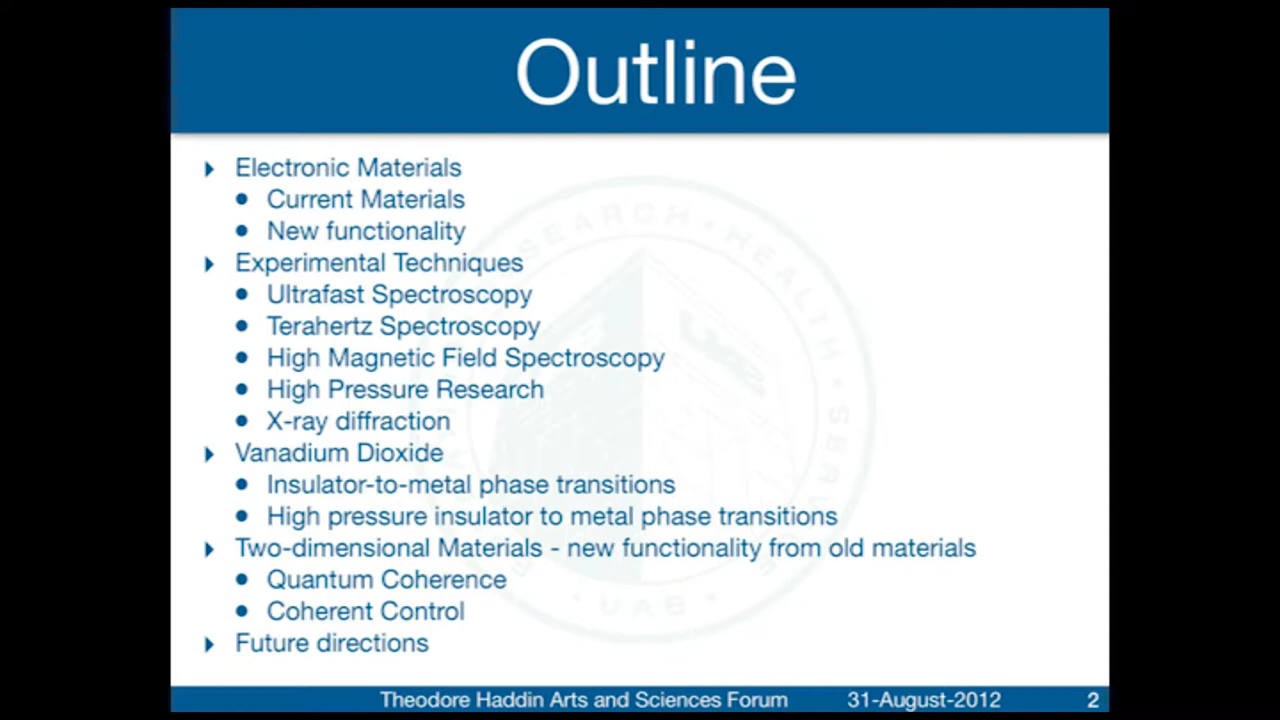 Outline
Electronic Materials
Current Materials
New functionality
Experimental Techniques
Ultrafast Spectroscopy
Terahertz Spectroscopy
High Magnetic Field Spectroscopy
High Pressure Research
X-ray diffraction
Vanadium Dioxide
Insulator-to-metal phase transitions
High pressure insulator to metal phase transitions
Two-dimensional Materials - new functionality from old materials
Quantum Coherence
Coherent Control
Future directions
UAB
Theodore Haddin Arts and Sciences Forum 31-August-2012 2